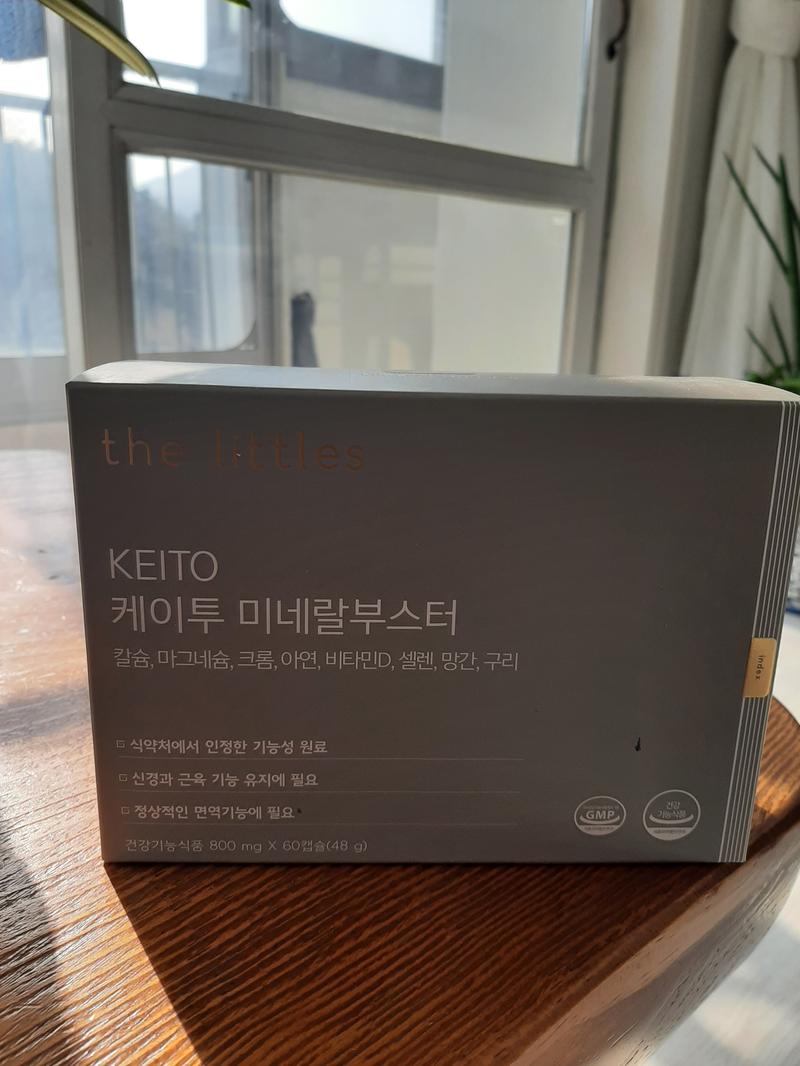 the littles
KEITO
케이투 미네랄부스터
칼슘, 마그네슘, 크롬, 아연, 비타민D, 셀렌, 망간, 구리
식약처에서 인정한 기능성 원료
신경과 근육 기능 유지에 필요
정상적인 면역기능에 필요
건강기능식품 800 mg X 60캡슐(48 g)
GMP
건강
기능식품
index